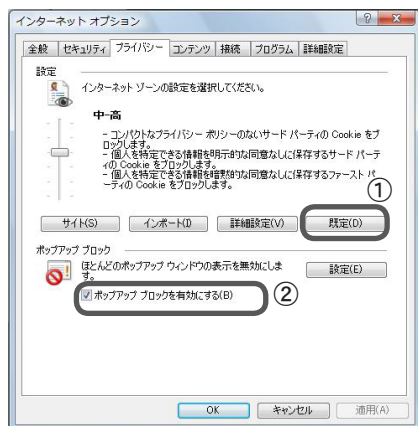 インターネット オプション
全般 セキュリティ プライバシー コンテンツ 接続 プログラム 詳細設定
設定
インターネット ゾーンの設定を選択してください。
中-高
- コンパクトなプライバシー ポリシーのないサード パーティの Cookie をブ
ロックします。
- 個人を特定できる情報を明示的な同意なしに保存するサード パーテ
ィの Cookie をブロックします。
- 個人を特定できる情報を暗黙的な同意なしに保存するファースト パ
ーティの Cookie をブロックします。
①
サイト(S) インポート(I) 詳細設定(V) 既定(D)
ポップアップ ブロック
ほとんどのポップアップ ウィンドウの表示を無効にしま
す。
設定(E)
ポップアップ ブロックを有効にする(B) ②
OK キャンセル 適用(A)